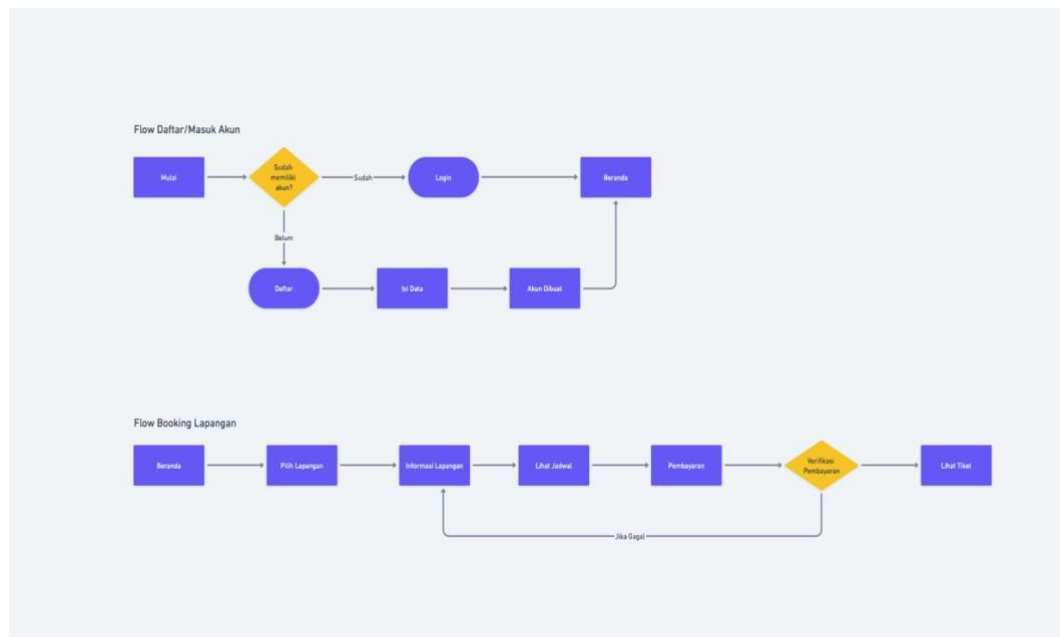 Flow Daftar/Masuk Akun
Mulai
Sudah
memiliki
akun?
Sudah
Login
Beranda
Belum
Daftar
Isi Data
Akun Dibuat
Flow Booking Lapangan
Beranda
Pilih Lapangan
Informasi Lapangan
Lihat Jadwal
Pembayaran
Verifikasi
Pembayaran
Lihat Tiket
Jika Gagal